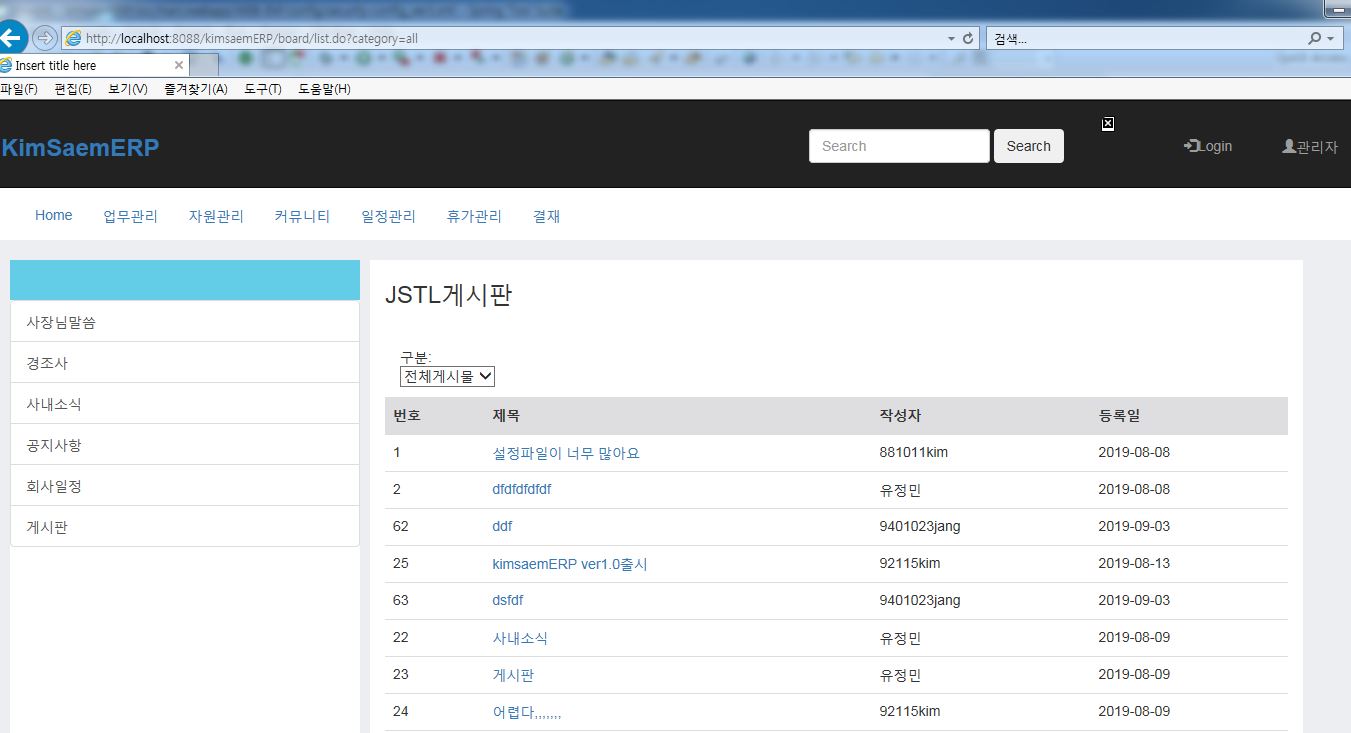 http://localhost:8088/kimsaemERP/board/list.do?category=all
검색...
Insert title here
파일(F) 편집(E) 보기(V) 즐겨찾기(A) 도구(T) 도움말(H)
KimSaemERP
Search
Search
Login
관리자
Home 업무관리 자원관리 커뮤니티 일정관리 휴가관리 결재
사장님말씀
경조사
사내소식
공지사항
회사일정
게시판
JSTL게시판
구분:
전체게시물
번호 제목 작성자 등록일
1 설정파일이 너무 많아요 881011kim 2019-08-08
2 dfdfdfdfdf 유정민 2019-08-08
62 ddf 9401023jang 2019-09-03
25 kimsaemERP ver1.0출시 92115kim 2019-08-13
63 dsfdf 9401023jang 2019-09-03
22 사내소식 유정민 2019-08-09
23 게시판 유정민 2019-08-09
24 어렵다,,,,,,, 92115kim 2019-08-09